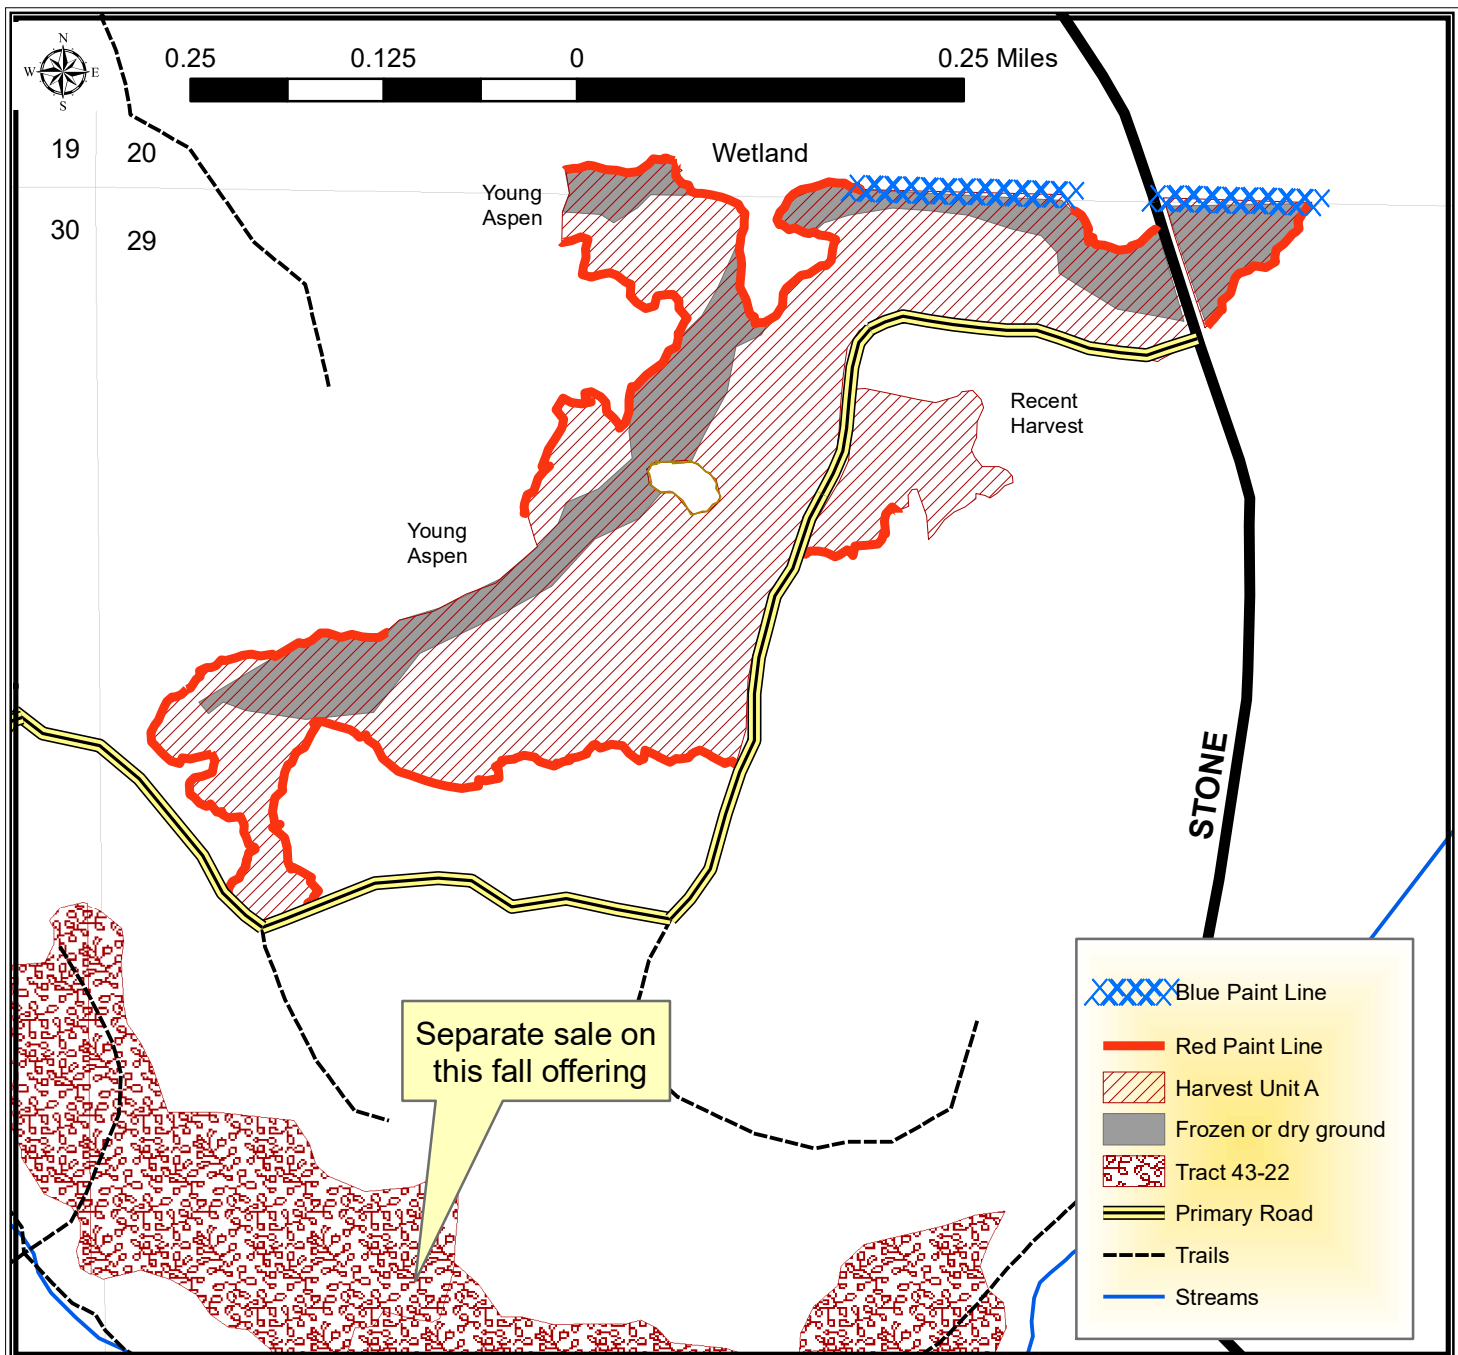 N
W E
S
0.25 0.125 0 0.25 Miles
19 20
30 29
Wetland
Young
Aspen
Recent
Harvest
Young
Aspen
STONE
Separate sale on
this fall offering
Blue Paint Line
Red Paint Line
Harvest Unit A
Frozen or dry ground
Tract 43-22
Primary Road
Trails
Streams